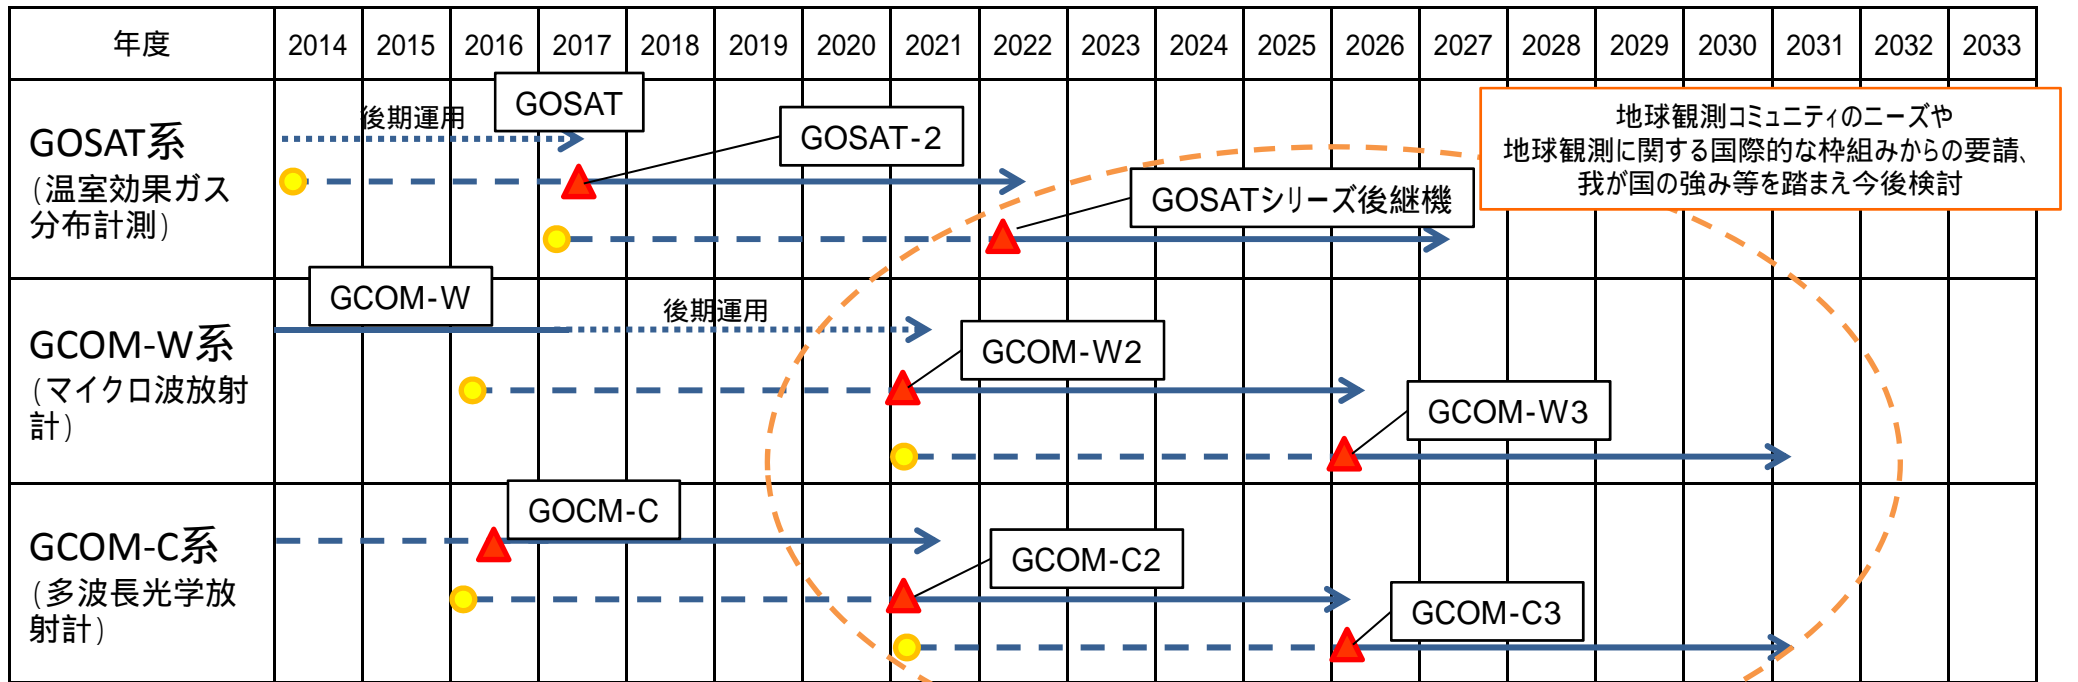 年度 2014 2015 2016 2017 2018 2019 2020 2021 2022 2023 2024 2025 2026 2027 2028 2029 2030 2031 2032 2033
GOSAT系
(温室効果ガス
分布計測)
後期運用
GOSAT
GOSAT-2
GOSATシリーズ後継機
地球観測コミュニティのニーズや
地球観測に関する国際的な枠組みからの要請、
我が国の強み等を踏まえ今後検討
GCOM-W系
(マイクロ波放射
計)
GCOM-W
後期運用
GCOM-W2
GCOM-W3
GCOM-C系
(多波長光学放
射計)
GOCM-C
GCOM-C2
GCOM-C3